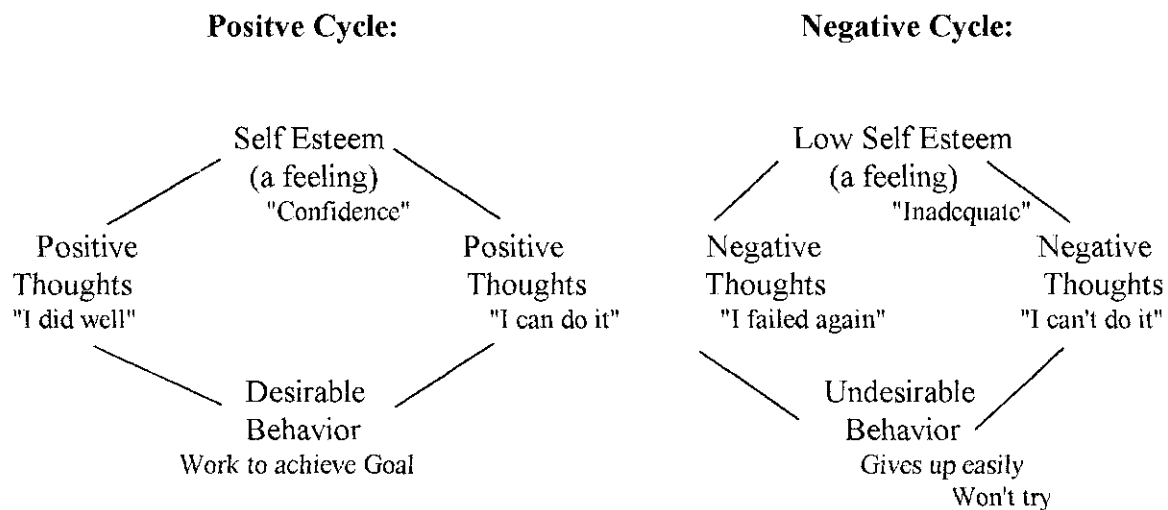 Positve Cycle:
Self Esteem
(a feeling)
"Confidence"
Positive
Thoughts
"I did well"
Positive
Thoughts
"I can do it"
Desirable
Behavior
Work to achieve Goal
Negative Cycle:
Low Self Esteem
(a feeling)
"Inadequate"
Negative
Thoughts
"I failed again"
Negative
Thoughts
"I can't do it"
Undesirable
Behavior
Gives up easily
Won't try